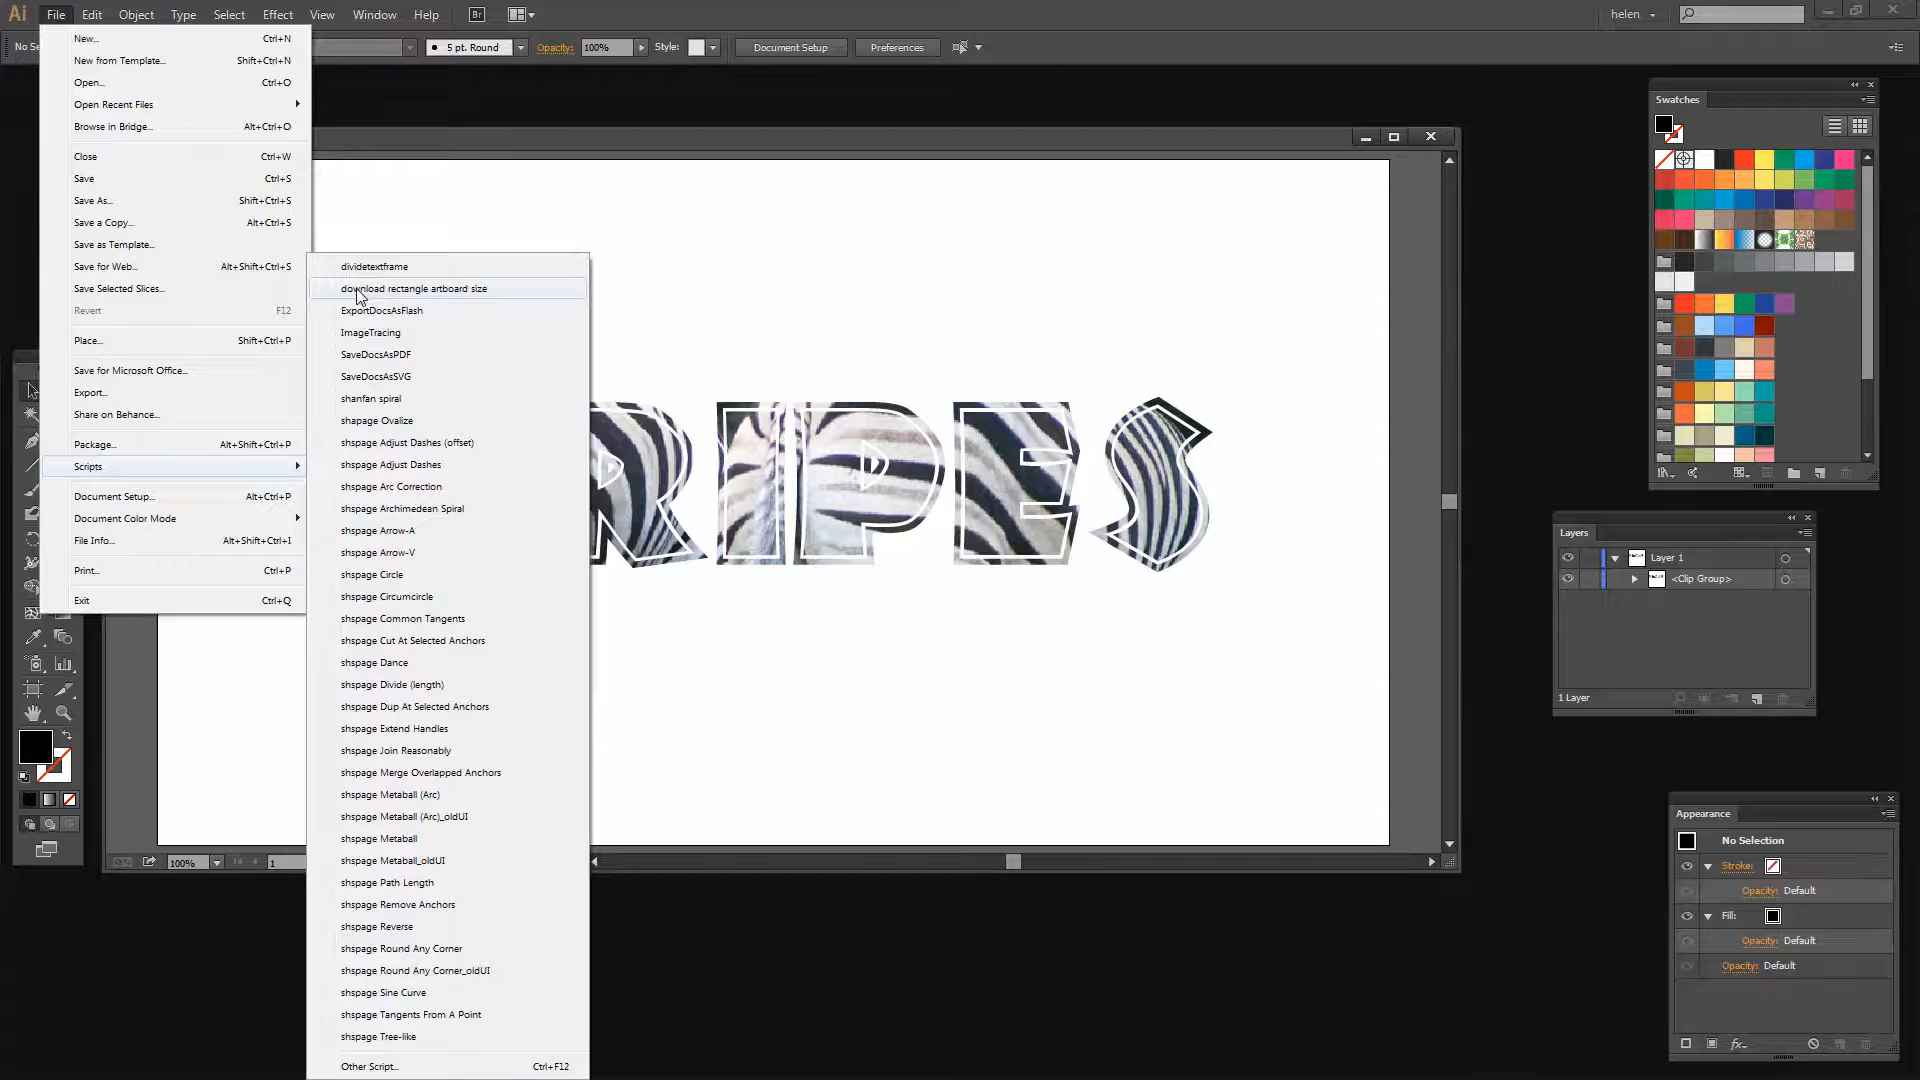 Ai File Edit Object Type Select Effect View Window Help Br helen
No Se 5 pt. Round Opacity: 100% Style: Document Setup Preferences
New... Ctrl+N
New from Template... Shift+Ctrl+N
Open... Ctrl+O
Open Recent Files
Browse in Bridge... Alt+Ctrl+O
Close Ctrl+W
Save Ctrl+S
Save As... Shift+Ctrl+S
Save a Copy... Alt+Ctrl+S
Save as Template...
Save for Web... Alt+Shift+Ctrl+S
Save Selected Slices...
Revert F12
Place... Shift+Ctrl+P
Save for Microsoft Office...
Export...
Share on Behance...
Package... Alt+Shift+Ctrl+P
Scripts
Document Setup... Alt+Ctrl+P
Document Color Mode
File Info... Alt+Shift+Ctrl+I
Print... Ctrl+P
Exit Ctrl+Q
dividetextframe
download rectangle artboard size
ExportDocsAsFlash
ImageTracing
SaveDocsAsPDF
SaveDocsAsSVG
shanfan spiral
shapage Ovalize
shspage Adjust Dashes (offset)
shspage Adjust Dashes
shspage Arc Correction
shspage Archimedean Spiral
shspage Arrow-A
shspage Arrow-V
shspage Circle
shspage Circumcircle
shspage Common Tangents
shspage Cut At Selected Anchors
shspage Dance
shspage Divide (length)
shspage Dup At Selected Anchors
shspage Extend Handles
shspage Join Reasonably
shspage Merge Overlapped Anchors
shspage Metaball (Arc)
shspage Metaball (Arc)_oldUI
shspage Metaball
shspage Metaball_oldUI
shspage Path Length
shspage Remove Anchors
shspage Reverse
shspage Round Any Corner
shspage Round Any Corner_oldUI
shspage Sine Curve
shspage Tangents From A Point
shspage Tree-like
Other Script... Ctrl+F12
RIPES
100% 1
Swatches
Layers
Layer 1
<Clip Group>
1 Layer
Appearance
No Selection
Stroke:
Opacity: Default
Fill:
Opacity: Default
Opacity: Default
fx